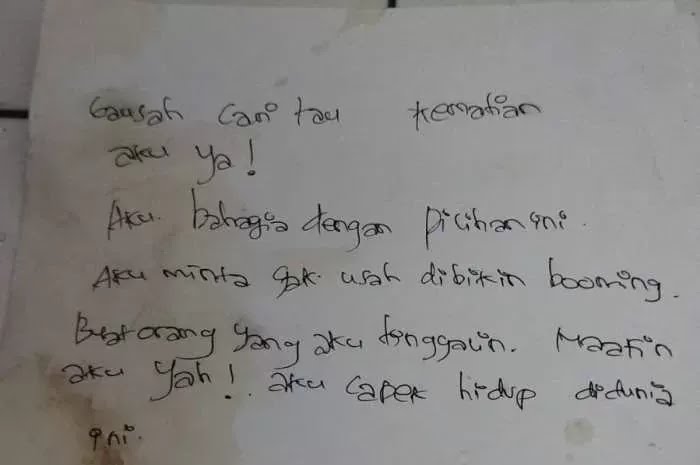 Gausah cari tau kematian
aku ya!
Aku bahagia dengan pilihan ini.
Aku minta gak usah dibikin booming.
Buat orang yang aku tinggalin. Maafin
aku yah! aku capek hidup didunia
ini.